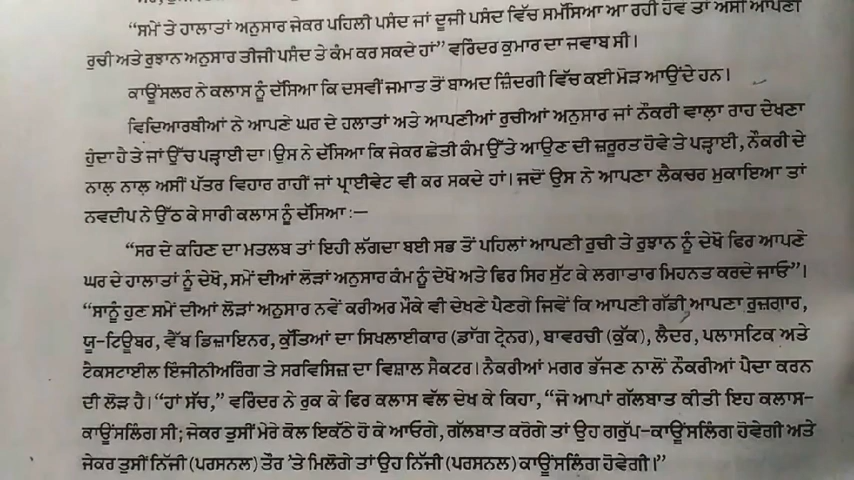 "ਸਮੇਂ ਤੇ ਹਾਲਾਤਾਂ ਅਨੁਸਾਰ ਜੇਕਰ ਪਹਿਲੀ ਪਸੰਦ ਜਾਂ ਦੂਜੀ ਪਸੰਦ ਵਿੱਚ ਸਮੱਸਿਆ ਆ ਰਹੀ ਹੋਵੇ ਤਾਂ ਅਸੀਂ ਆਪਣੀ
ਰੁਚੀ ਅਤੇ ਰੁਝਾਨ ਅਨੁਸਾਰ ਤੀਜੀ ਪਸੰਦ ਤੇ ਕੰਮ ਕਰ ਸਕਦੇ ਹਾਂ" ਵਰਿੰਦਰ ਕੁਮਾਰ ਦਾ ਜਵਾਬ ਸੀ।
ਕਾਊਂਸਲਰ ਨੇ ਕਲਾਸ ਨੂੰ ਦੱਸਿਆ ਕਿ ਦਸਵੀਂ ਜਮਾਤ ਤੋਂ ਬਾਅਦ ਜ਼ਿੰਦਗੀ ਵਿੱਚ ਕਈ ਮੋੜ ਆਉਂਦੇ ਹਨ।
ਵਿਦਿਆਰਥੀਆਂ ਨੇ ਆਪਣੇ ਘਰ ਦੇ ਹਲਾਤਾਂ ਅਤੇ ਆਪਣੀਆਂ ਰੁਚੀਆਂ ਅਨੁਸਾਰ ਜਾਂ ਨੌਕਰੀ ਵਾਲਾ ਰਾਹ ਦੇਖਣਾ
ਹੁੰਦਾ ਹੈ ਤੇ ਜਾਂ ਉੱਚ ਪੜ੍ਹਾਈ ਦਾ। ਉਸ ਨੇ ਦੱਸਿਆ ਕਿ ਜੇਕਰ ਛੇਤੀ ਕੰਮ ਉੱਤੇ ਆਉਣ ਦੀ ਜ਼ਰੂਰਤ ਹੋਵੇ ਤੇ ਪੜ੍ਹਾਈ, ਨੌਕਰੀ ਦੇ
ਨਾਲ਼ ਨਾਲ਼ ਅਸੀਂ ਪੱਤਰ ਵਿਹਾਰ ਰਾਹੀਂ ਜਾਂ ਪ੍ਰਾਈਵੇਟ ਵੀ ਕਰ ਸਕਦੇ ਹਾਂ। ਜਦੋਂ ਉਸ ਨੇ ਆਪਣਾ ਲੈਕਚਰ ਮੁਕਾਇਆ ਤਾਂ
ਨਵਦੀਪ ਨੇ ਉੱਠ ਕੇ ਸਾਰੀ ਕਲਾਸ ਨੂੰ ਦੱਸਿਆ :—
"ਸਰ ਦੇ ਕਹਿਣ ਦਾ ਮਤਲਬ ਤਾਂ ਇਹੀ ਲੱਗਦਾ ਬਈ ਸਭ ਤੋਂ ਪਹਿਲਾਂ ਆਪਣੀ ਰੁਚੀ ਤੇ ਰੁਝਾਨ ਨੂੰ ਦੇਖੋ ਫਿਰ ਆਪਣੇ
ਘਰ ਦੇ ਹਾਲਾਤਾਂ ਨੂੰ ਦੇਖੋ, ਸਮੇਂ ਦੀਆਂ ਲੋੜਾਂ ਅਨੁਸਾਰ ਕੰਮ ਨੂੰ ਦੇਖੋ ਅਤੇ ਫਿਰ ਸਿਰ ਸੁੱਟ ਕੇ ਲਗਾਤਾਰ ਮਿਹਨਤ ਕਰਦੇ ਜਾਓ"।
"ਸਾਨੂੰ ਹੁਣ ਸਮੇਂ ਦੀਆਂ ਲੋੜਾਂ ਅਨੁਸਾਰ ਨਵੇਂ ਕਰੀਅਰ ਮੌਕੇ ਵੀ ਦੇਖਣੇ ਪੈਣਗੇ ਜਿਵੇਂ ਕਿ ਆਪਣੀ ਗੱਡੀ ਆਪਣਾ ਰੁਜ਼ਗਾਰ,
ਯੂ-ਟਿਊਬਰ, ਵੈੱਬ ਡਿਜ਼ਾਇਨਰ, ਕੁੱਤਿਆਂ ਦਾ ਸਿਖਲਾਈਕਾਰ (ਡਾੱਗ ਟ੍ਰੇਨਰ), ਬਾਵਰਚੀ (ਕੁੱਕ), ਲੈਦਰ, ਪਲਾਸਟਿਕ ਅਤੇ
ਟੈਕਸਟਾਈਲ ਇੰਜੀਨੀਅਰਿੰਗ ਤੇ ਸਰਵਿਸਿਜ਼ ਦਾ ਵਿਸ਼ਾਲ ਸੈਕਟਰ। ਨੌਕਰੀਆਂ ਮਗਰ ਭੱਜਣ ਨਾਲੋਂ ਨੌਕਰੀਆਂ ਪੈਦਾ ਕਰਨ
ਦੀ ਲੋੜ ਹੈ। "ਹਾਂ ਸੱਚ," ਵਰਿੰਦਰ ਨੇ ਰੁਕ ਕੇ ਫਿਰ ਕਲਾਸ ਵੱਲ ਦੇਖ ਕੇ ਕਿਹਾ, "ਜੋ ਆਪਾਂ ਗੱਲਬਾਤ ਕੀਤੀ ਇਹ ਕਲਾਸ-
ਕਾਊਂਸਲਿੰਗ ਸੀ; ਜੇਕਰ ਤੁਸੀਂ ਮੇਰੇ ਕੋਲ ਇਕੱਠੇ ਹੋ ਕੇ ਆਓਗੇ, ਗੱਲਬਾਤ ਕਰੋਗੇ ਤਾਂ ਉਹ ਗਰੁੱਪ-ਕਾਊਂਸਲਿੰਗ ਹੋਵੇਗੀ ਅਤੇ
ਜੇਕਰ ਤੁਸੀਂ ਨਿੱਜੀ (ਪਰਸਨਲ) ਤੌਰ 'ਤੇ ਮਿਲੋਗੇ ਤਾਂ ਉਹ ਨਿੱਜੀ (ਪਰਸਨਲ) ਕਾਊਂਸਲਿੰਗ ਹੋਵੇਗੀ।"